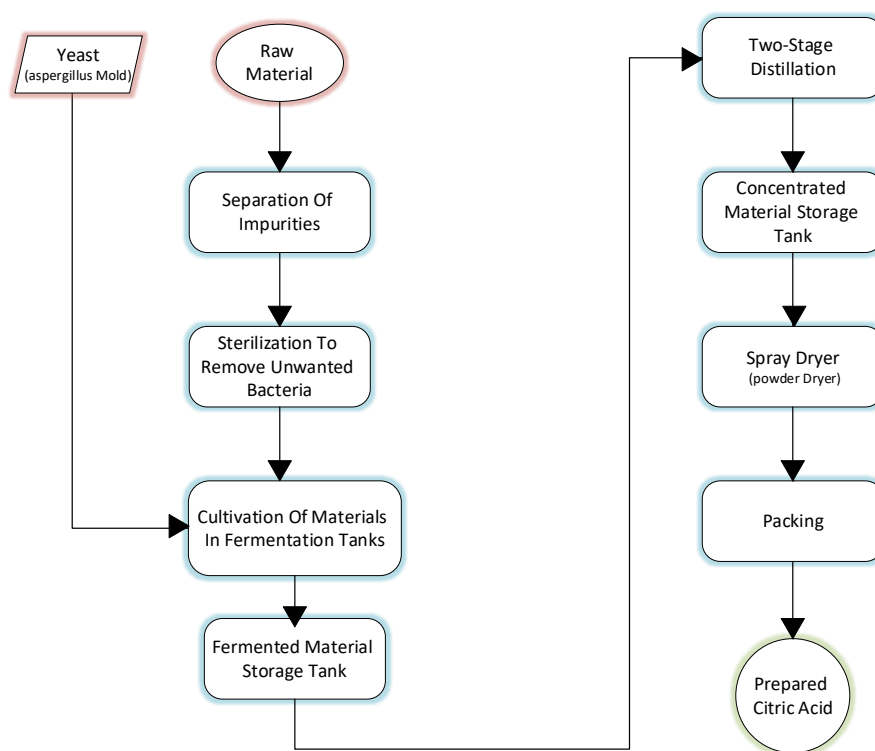 Yeast
(aspergillus Mold)
Raw
Material
Separation Of
Impurities
Sterilization To
Remove Unwanted
Bacteria
Cultivation Of Materials
In Fermentation Tanks
Fermented Material
Storage Tank
Two-Stage
Distillation
Concentrated
Material Storage
Tank
Spray Dryer
(powder Dryer)
Packing
Prepared
Citric Acid